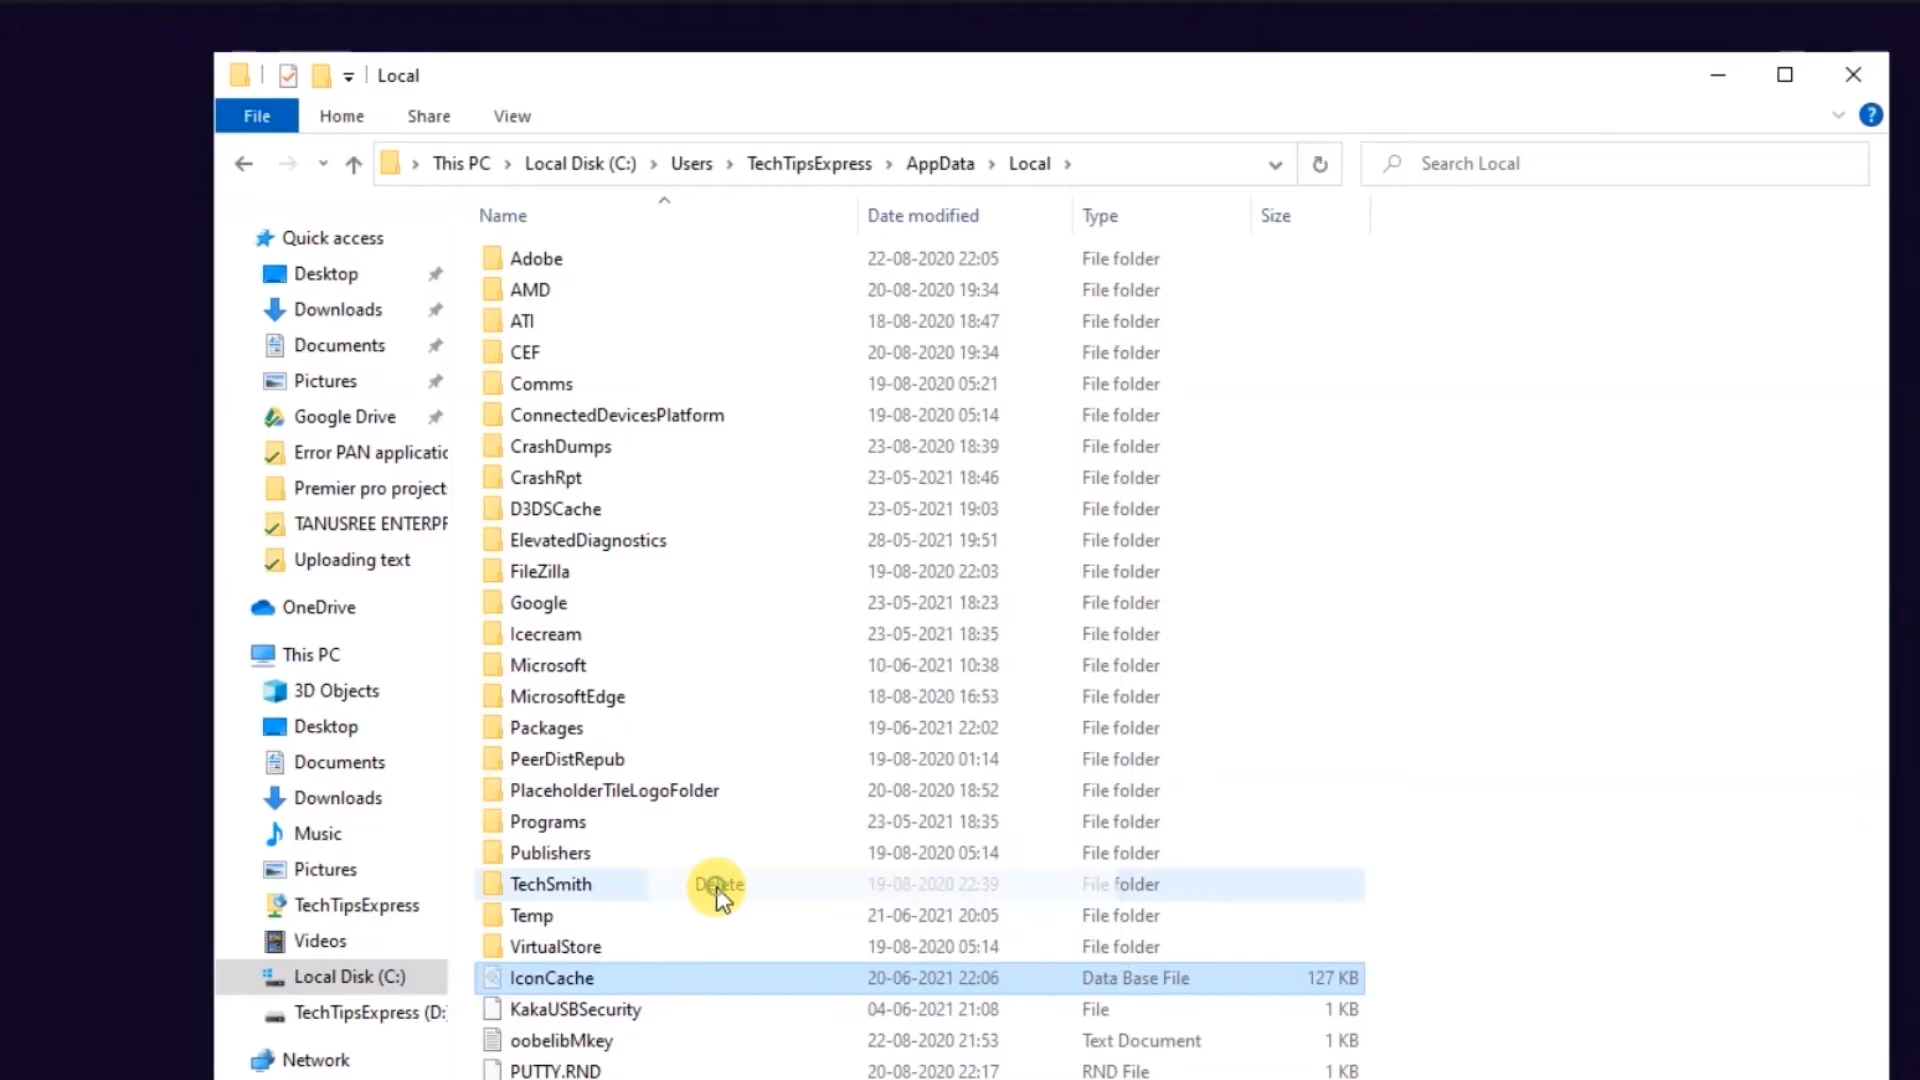 Local
File Home Share View
This PC Local Disk (C:) Users TechTipsExpress AppData Local
Search Local
Name Date modified Type Size
Quick access
Desktop
Downloads
Documents
Pictures
Google Drive
Error PAN applicatic
Premier pro project
TANUSREE ENTERPF
Uploading text
OneDrive
This PC
3D Objects
Desktop
Documents
Downloads
Music
Pictures
TechTipsExpress
Videos
Local Disk (C:)
TechTipsExpress (D:
Network
Adobe 22-08-2020 22:05 File folder
AMD 20-08-2020 19:34 File folder
ATI 18-08-2020 18:47 File folder
CEF 20-08-2020 19:34 File folder
Comms 19-08-2020 05:21 File folder
ConnectedDevicesPlatform 19-08-2020 05:14 File folder
CrashDumps 23-08-2020 18:39 File folder
CrashRpt 23-05-2021 18:46 File folder
D3DSCache 23-05-2021 19:03 File folder
ElevatedDiagnostics 28-05-2021 19:51 File folder
FileZilla 19-08-2020 22:03 File folder
Google 23-05-2021 18:23 File folder
Icecream 23-05-2021 18:35 File folder
Microsoft 10-06-2021 10:38 File folder
MicrosoftEdge 18-08-2020 16:53 File folder
Packages 19-06-2021 22:02 File folder
PeerDistRepub 19-08-2020 01:14 File folder
PlaceholderTileLogoFolder 20-08-2020 18:52 File folder
Programs 23-05-2021 18:35 File folder
Publishers 19-08-2020 05:14 File folder
TechSmith Delete 19-08-2020 22:39 File folder
Temp 21-06-2021 20:05 File folder
VirtualStore 19-08-2020 05:14 File folder
IconCache 20-06-2021 22:06 Data Base File 127 KB
KakaUSBSecurity 04-06-2021 21:08 File 1 KB
oobelibMkey 22-08-2020 21:53 Text Document 1 KB
PUTTY.RND 20-08-2020 22:17 RND File 1 KB